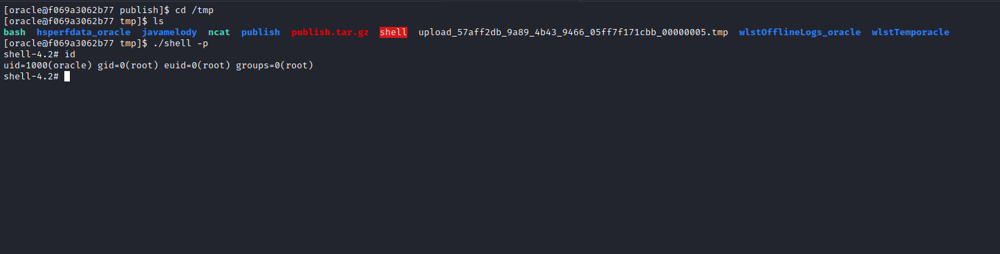 [oracle@f069a3062b77 publish]$ cd /tmp
[oracle@f069a3062b77 tmp]$ ls
bash  hsperfdata_oracle  javamelody  ncat  publish  publish.tar.gz  shell  upload_57aff2db_9a89_4b43_9466_05ff7f171cbb_00000005.tmp  wlstOfflineLogs_oracle  wlstTemporacle
[oracle@f069a3062b77 tmp]$ ./shell -p
shell-4.2# id
uid=1000(oracle) gid=0(root) euid=0(root) groups=0(root)
shell-4.2#